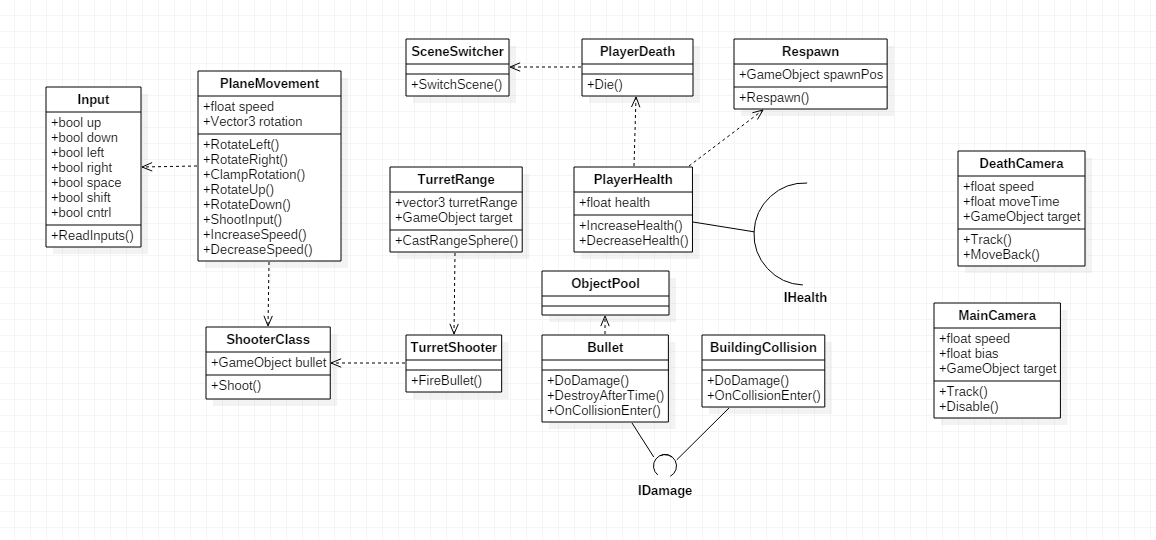 Input
+bool up
+bool down
+bool left
+bool right
+bool space
+bool shift
+bool cntrl
+ReadInputs()
PlaneMovement
+float speed
+Vector3 rotation
+RotateLeft()
+RotateRight()
+ClampRotation()
+RotateUp()
+RotateDown()
+ShootInput()
+IncreaseSpeed()
+DecreaseSpeed()
SceneSwitcher
+SwitchScene()
PlayerDeath
+Die()
Respawn
+GameObject spawnPos
+Respawn()
TurretRange
+vector3 turretRange
+GameObject target
+CastRangeSphere()
PlayerHealth
+float health
+IncreaseHealth()
+DecreaseHealth()
IHealth
DeathCamera
+float speed
+float moveTime
+GameObject target
+Track()
+MoveBack()
ObjectPool
ShooterClass
+GameObject bullet
+Shoot()
TurretShooter
+FireBullet()
Bullet
+DoDamage()
+DestroyAfterTime()
+OnCollisionEnter()
BuildingCollision
+DoDamage()
+OnCollisionEnter()
MainCamera
+float speed
+float bias
+GameObject target
+Track()
+Disable()
IDamage